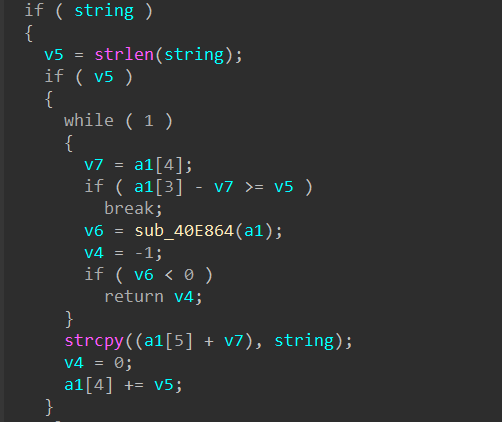 if ( string )
{
v5 = strlen(string);
if ( v5 )
{
while ( 1 )
{
v7 = a1[4];
if ( a1[3] - v7 >= v5 )
break;
v6 = sub_40E864(a1);
v4 = -1;
if ( v6 < 0 )
return v4;
}
strcpy((a1[5] + v7), string);
v4 = 0;
a1[4] += v5;
}